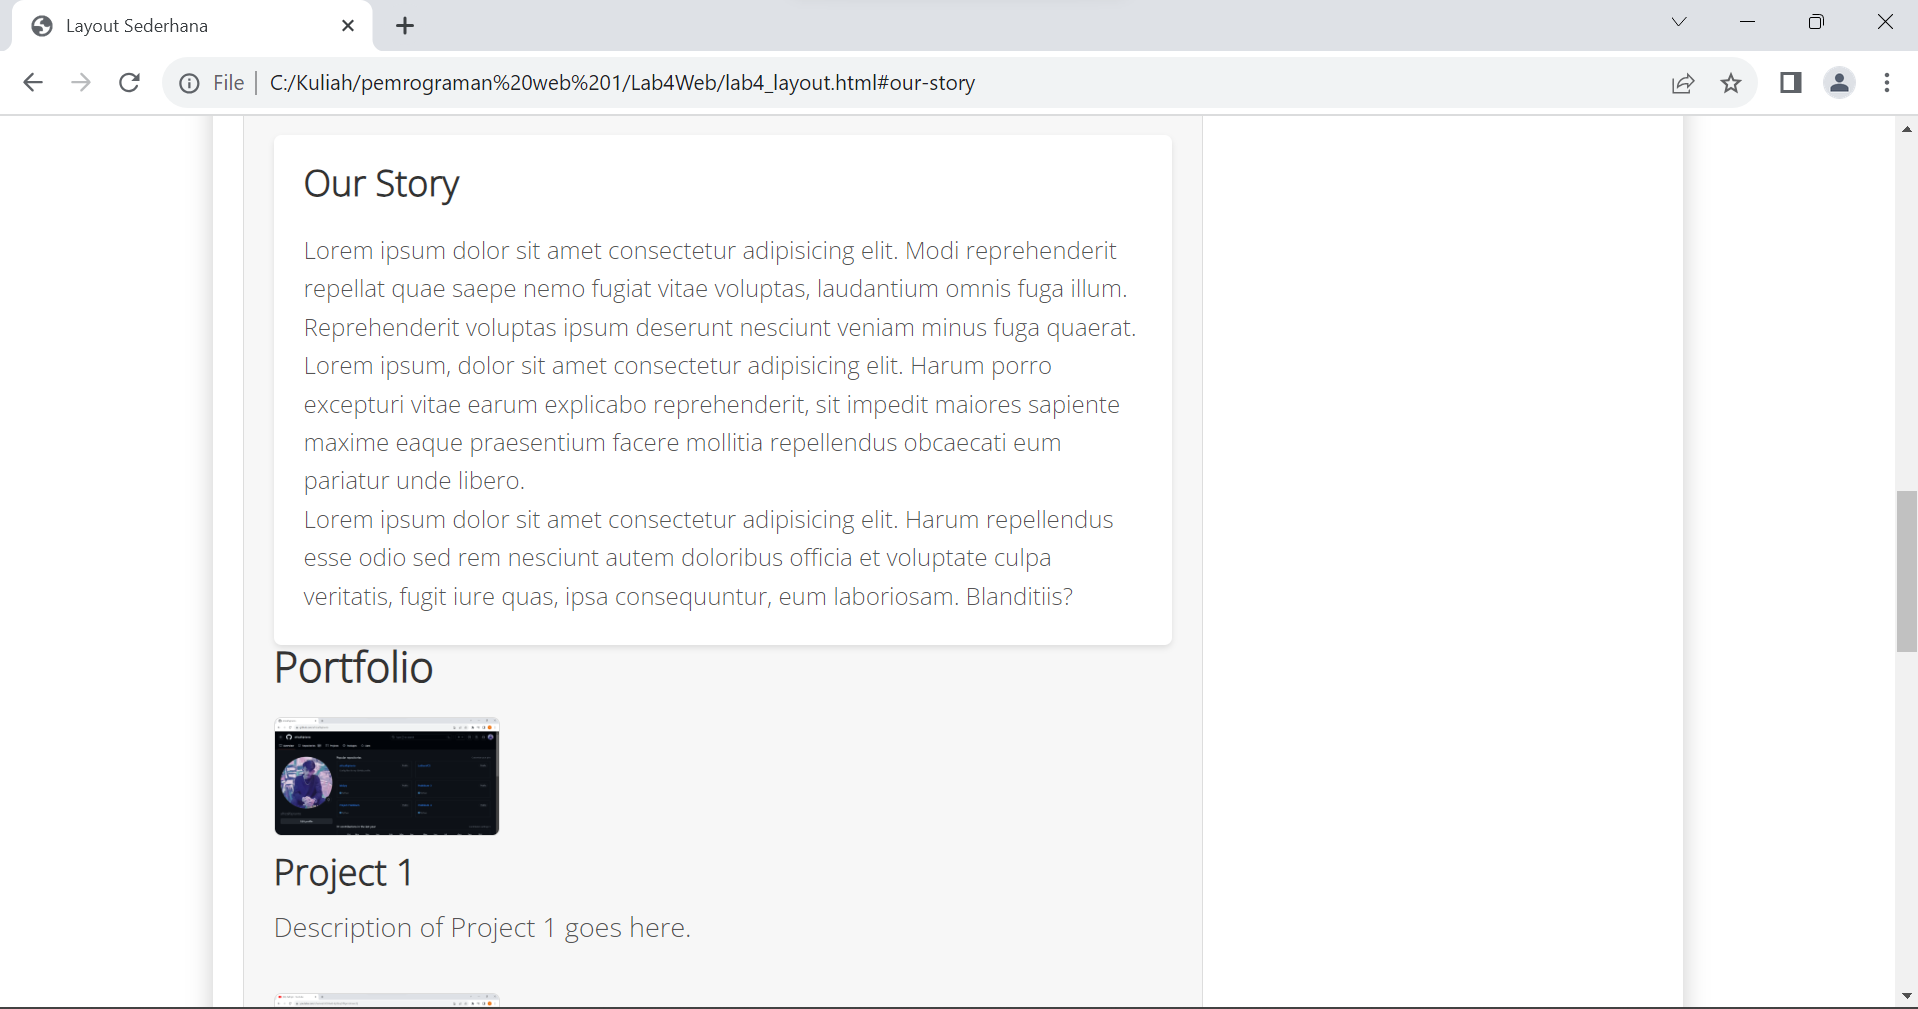 Layout Sederhana
File
C:/Kuliah/pemrograman%20web%201/Lab4Web/lab4_layout.html#our-story
Our Story
Lorem ipsum dolor sit amet consectetur adipisicing elit. Modi reprehenderit
repellat quae saepe nemo fugiat vitae voluptas, laudantium omnis fuga illum.
Reprehenderit voluptas ipsum deserunt nesciunt veniam minus fuga quaerat.
Lorem ipsum, dolor sit amet consectetur adipisicing elit. Harum porro
excepturi vitae earum explicabo reprehenderit, sit impedit maiores sapiente
maxime eaque praesentium facere mollitia repellendus obcaecati eum
pariatur unde libero.
Lorem ipsum dolor sit amet consectetur adipisicing elit. Harum repellendus
esse odio sed rem nesciunt autem doloribus officia et voluptate culpa
veritatis, fugit iure quas, ipsa consequuntur, eum laboriosam. Blanditiis?
Portfolio
Project 1
Description of Project 1 goes here.